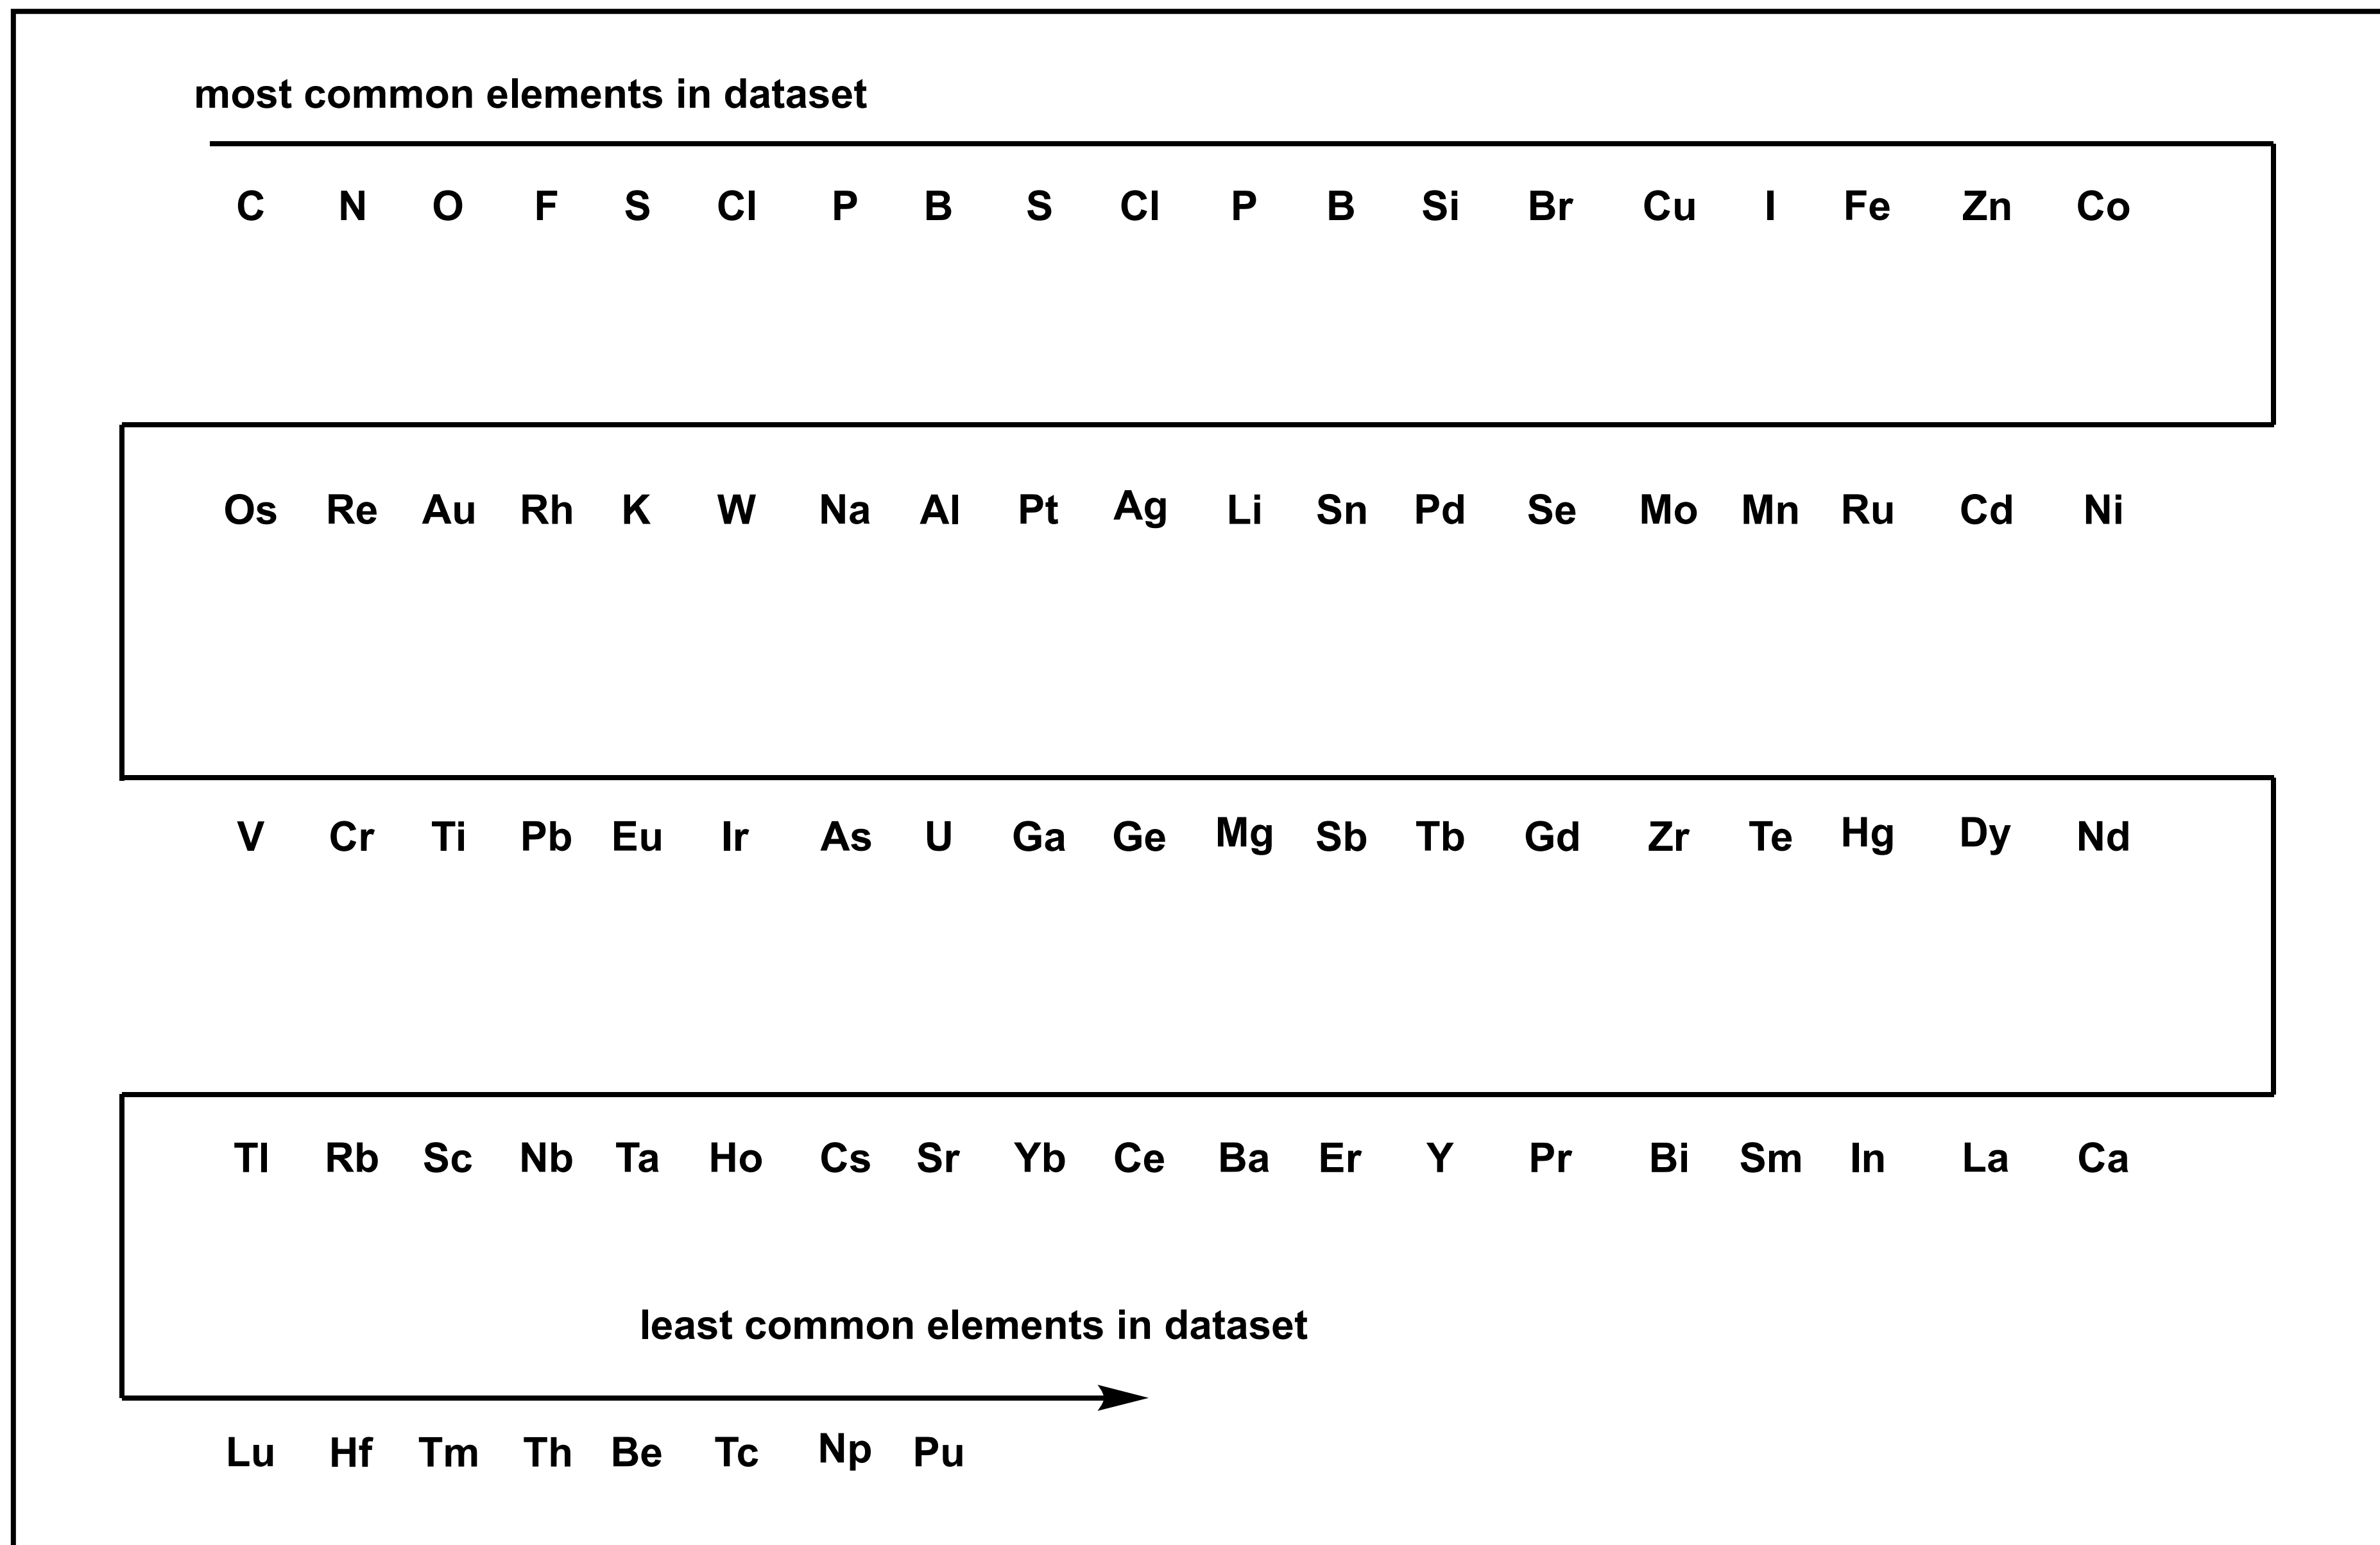 most common elements in dataset
C N O F S Cl P B S Cl P B Si Br Cu I Fe Zn Co
Os Re Au Rh K W Na Al Pt Ag Li Sn Pd Se Mo Mn Ru Cd Ni
V Cr Ti Pb Eu Ir As U Ga Ge Mg Sb Tb Gd Zr Te Hg Dy Nd
Tl Rb Sc Nb Ta Ho Cs Sr Yb Ce Ba Er Y Pr Bi Sm In La Ca
least common elements in dataset
Lu Hf Tm Th Be Tc Np Pu